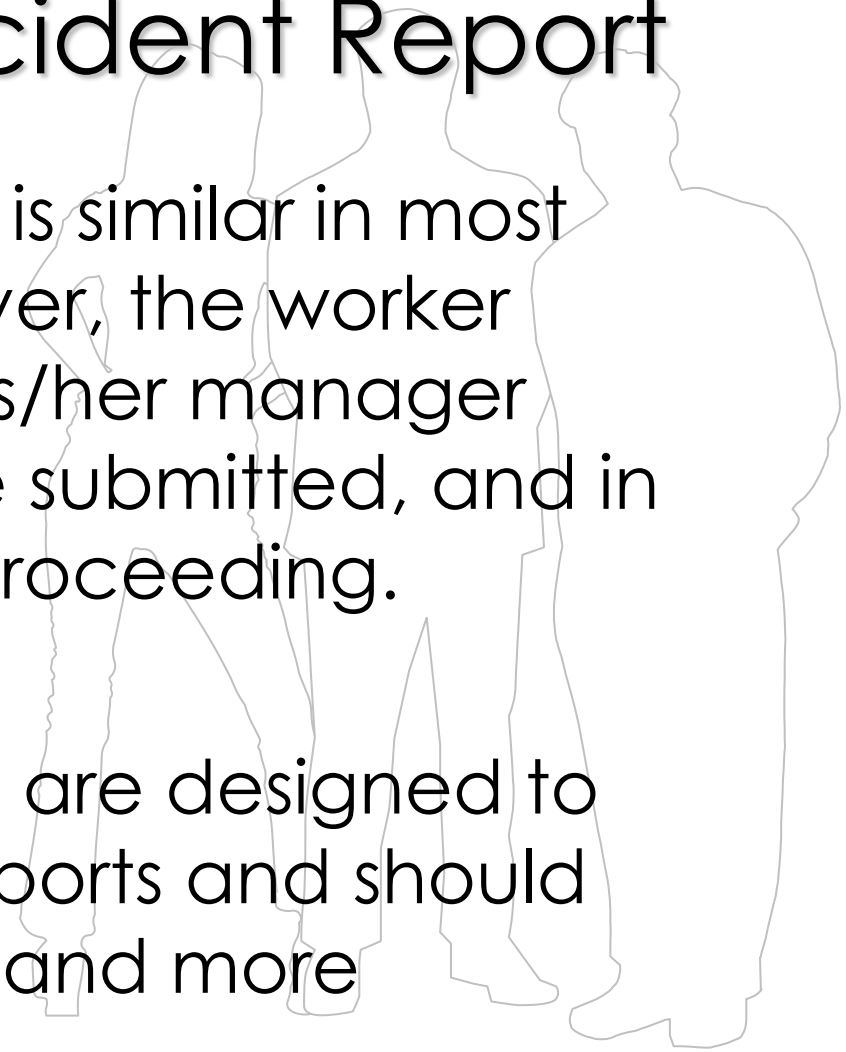 cident Report
is similar in most
ver, the worker
s/her manager
e submitted, and in
roceeding.
are designed to
ports and should
and more